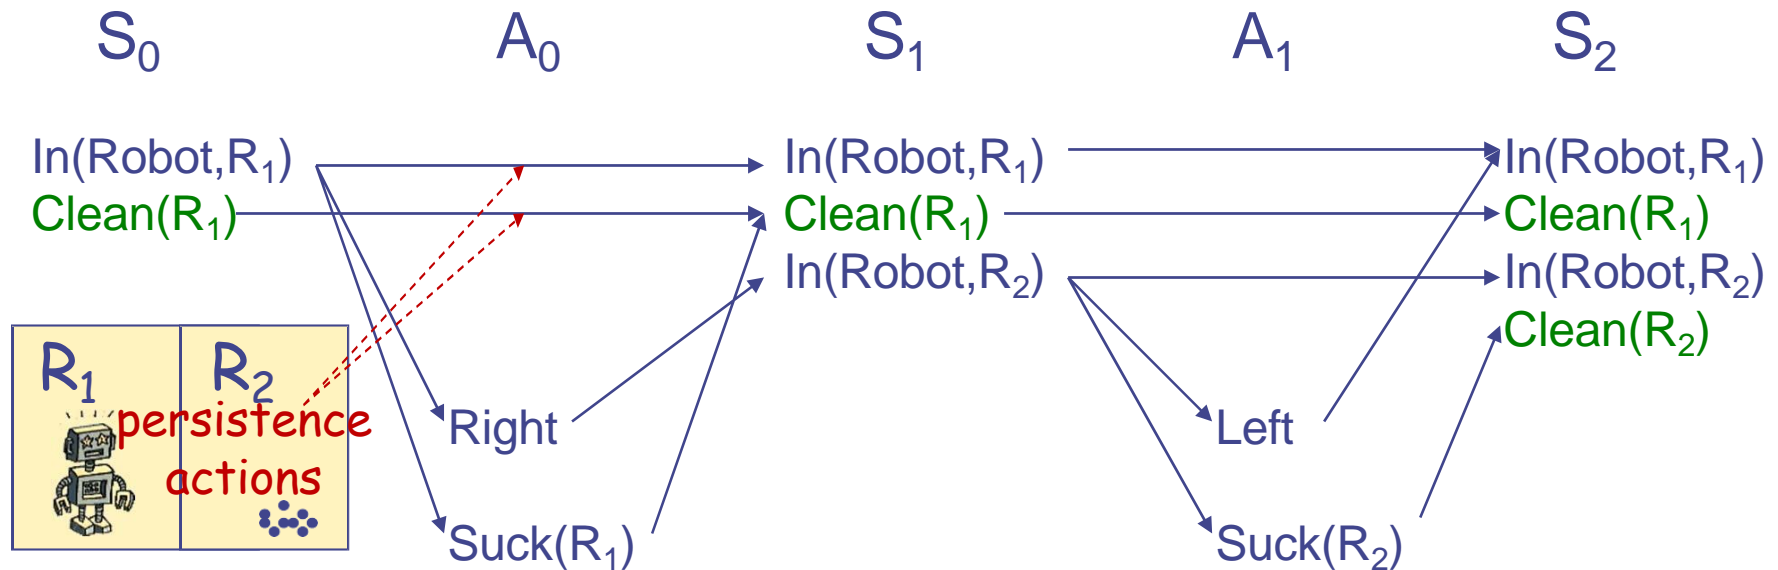 S₀ A₀ S₁ A₁ S₂
In(Robot,R₁) In(Robot,R₁) In(Robot,R₁)
Clean(R₁) Clean(R₁) Clean(R₁)
In(Robot,R₂) In(Robot,R₂)
Clean(R₂)
R₁ R₂
persistence
actions
Right Left
Suck(R₁) Suck(R₂)